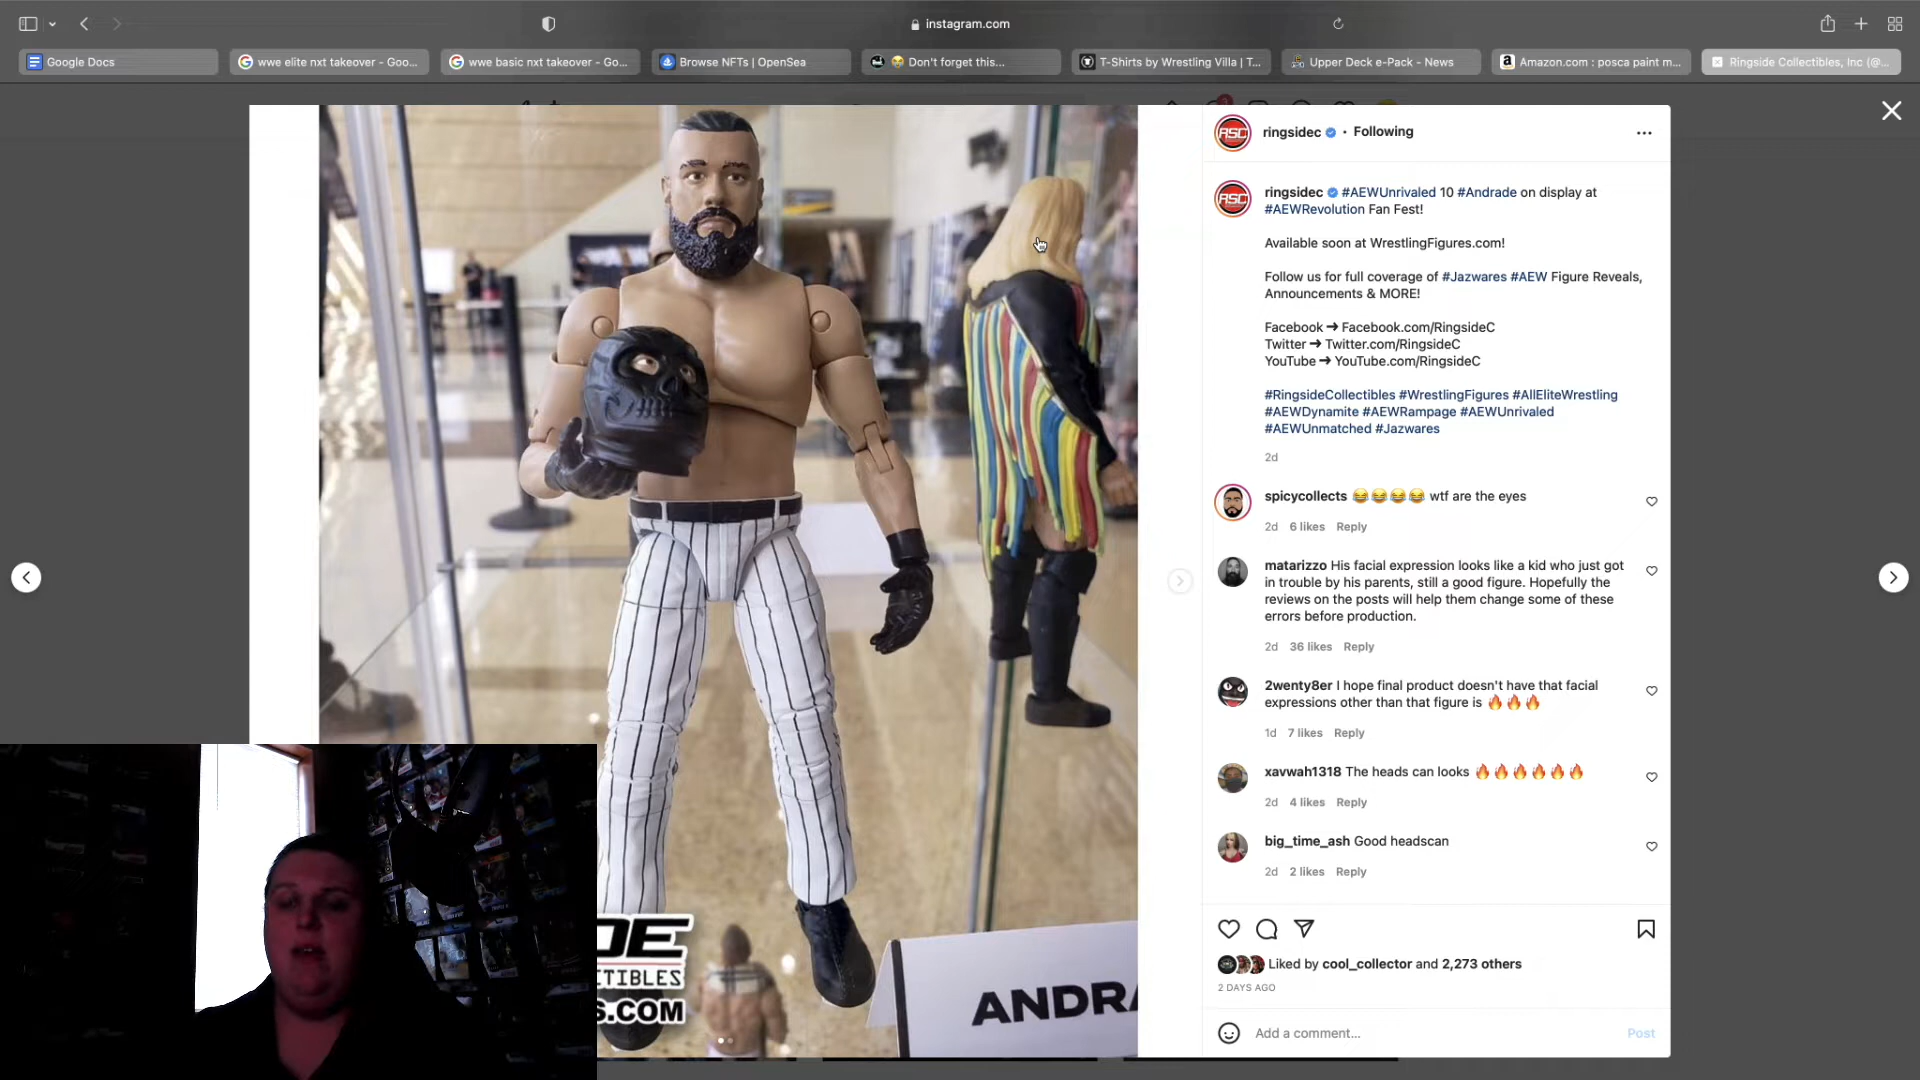 instagram.com
Google Docs
wwe elite nxt takeover - Goo...
wwe basic nxt takeover - Go...
Browse NFTs | OpenSea
😭 Don't forget this...
T-Shirts by Wrestling Villa | T...
Upper Deck e-Pack - News
Amazon.com : posca paint m...
Ringside Collectibles, Inc (@...
RSC
ringsidec • Following
RSC
ringsidec #AEWUnrivaled 10 #Andrade on display at
#AEWRevolution Fan Fest!
Available soon at WrestlingFigures.com!
Follow us for full coverage of #Jazwares #AEW Figure Reveals,
Announcements & MORE!
Facebook ➞ Facebook.com/RingsideC
Twitter ➞ Twitter.com/RingsideC
YouTube ➞ YouTube.com/RingsideC
#RingsideCollectibles #WrestlingFigures #AllEliteWrestling
#AEWDynamite #AEWRampage #AEWUnrivaled
#AEWUnmatched #Jazwares
2d
spicycollects 😂😂😂😂 wtf are the eyes
2d 6 likes Reply
matarizzo His facial expression looks like a kid who just got
in trouble by his parents, still a good figure. Hopefully the
reviews on the posts will help them change some of these
errors before production.
2d 36 likes Reply
2wenty8er I hope final product doesn't have that facial
expressions other than that figure is 🔥🔥🔥
1d 7 likes Reply
xavwah1318 The heads can looks 🔥🔥🔥🔥🔥🔥
2d 4 likes Reply
big_time_ash Good headscan
2d 2 likes Reply
Liked by cool_collector and 2,273 others
2 DAYS AGO
Add a comment...
Post
DE
TIBLES
S.COM
ANDRA